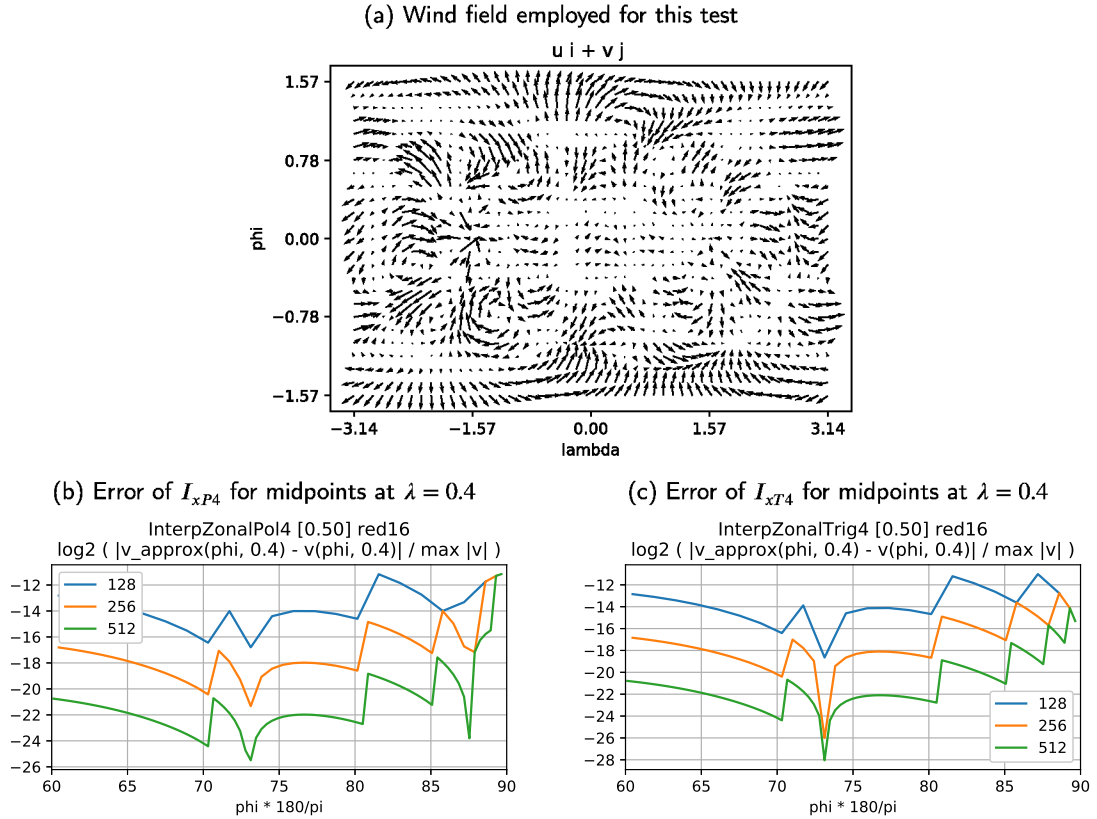 (a) Wind field employed for this test
u i + v j
1.57
0.78
0.00
−0.78
−1.57
phi
−3.14 −1.57 0.00 1.57 3.14
lambda
(b) Error of IxP4 for midpoints at λ = 0.4
InterpZonalPol4 [0.50] red16
log2 ( |v_approx(phi, 0.4) - v(phi, 0.4)| / max |v| )
−12
−14
−16
−18
−20
−22
−24
−26
128
256
512
60 65 70 75 80 85 90
phi * 180/pi
(c) Error of IxT4 for midpoints at λ = 0.4
InterpZonalTrig4 [0.50] red16
log2 ( |v_approx(phi, 0.4) - v(phi, 0.4)| / max |v| )
−12
−14
−16
−18
−20
−22
−24
−26
−28
128
256
512
60 65 70 75 80 85 90
phi * 180/pi